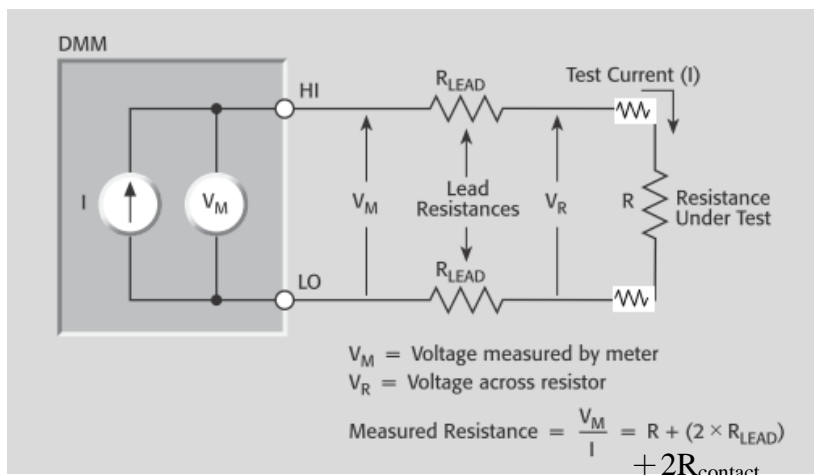 DMM
HI
R_LEAD
Test Current (I)
I
V_M
V_M
Lead
Resistances
V_R
R
Resistance
Under Test
LO
R_LEAD
V_M = Voltage measured by meter
V_R = Voltage across resistor
Measured Resistance = V_M / I = R + (2 × R_LEAD)
+ 2R_contact